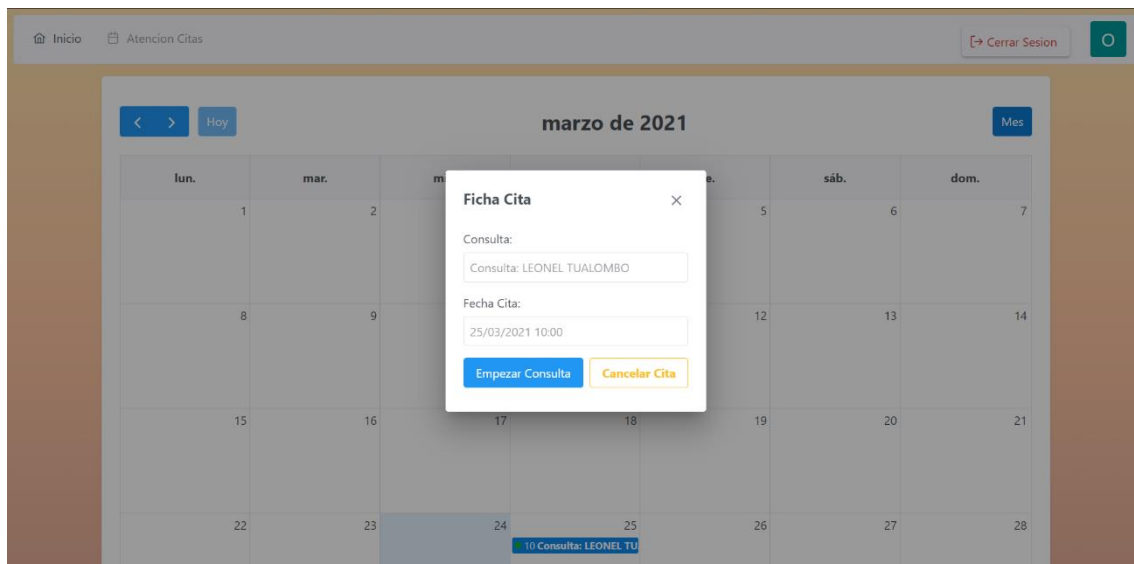 Inicio Atencion Citas Cerrar Sesion O
Hoy marzo de 2021 Mes
lun. mar. m e. sáb. dom.
1 2 5 6 7
Ficha Cita
Consulta:
Consulta: LEONEL TUALOMBO
Fecha Cita:
25/03/2021 10:00
Empezar Consulta Cancelar Cita
8 9 12 13 14
15 16 17 18 19 20 21
22 23 24 25 26 27 28
10 Consulta: LEONEL TU